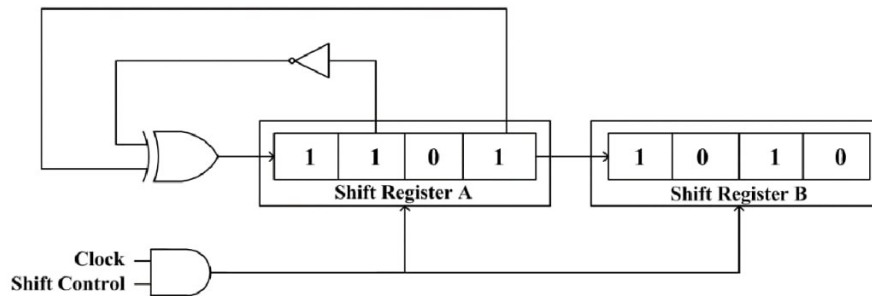 1 1 0 1 1 0 1 0
Shift Register A Shift Register B
Clock
Shift Control